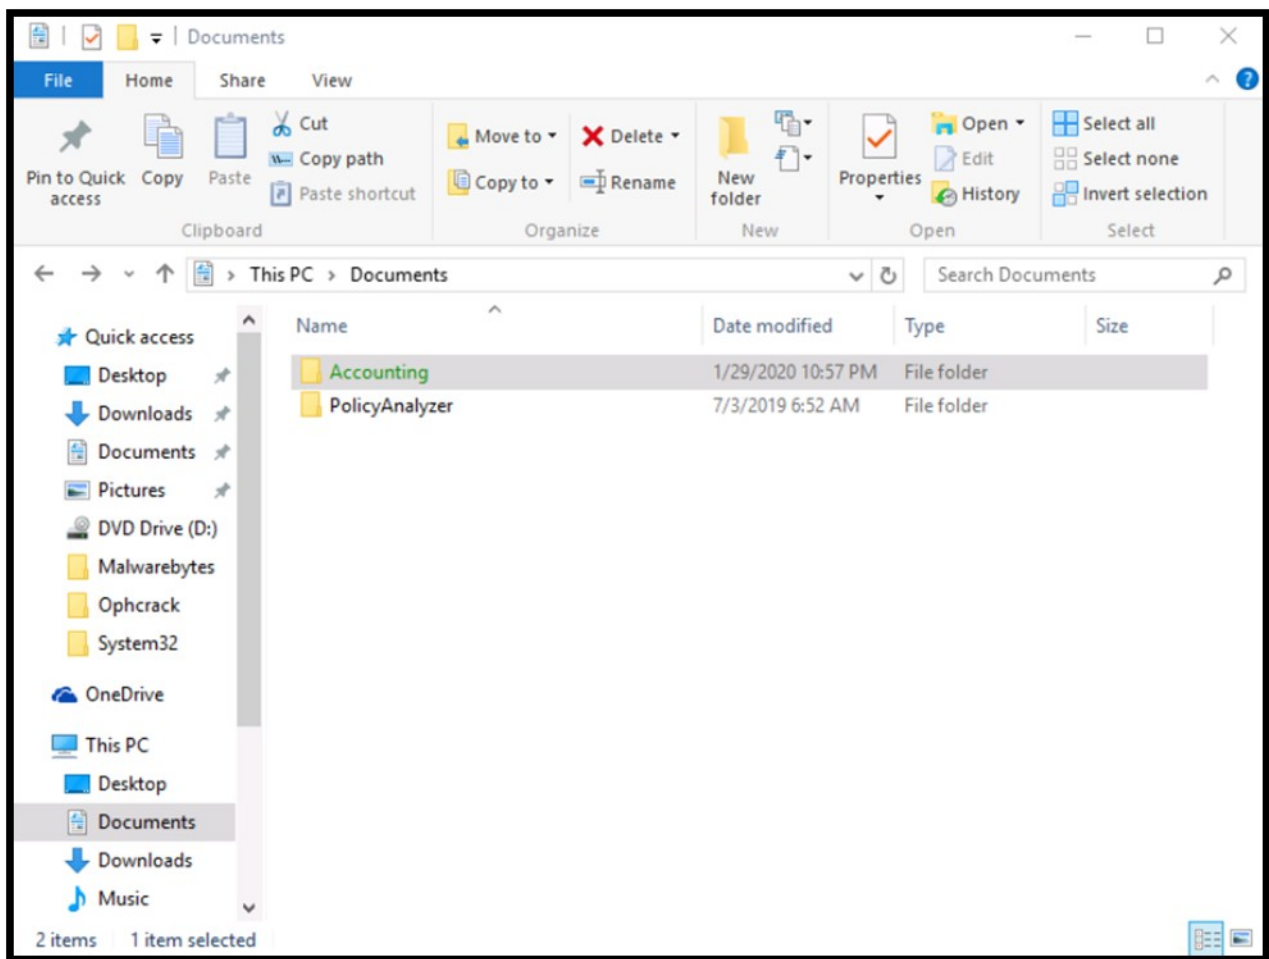 Documents
File Home Share View
Pin to Quick access
Copy
Paste
Cut
Copy path
Paste shortcut
Clipboard
Move to
Copy to
Delete
Rename
Organize
New folder
New
Properties
Open
Edit
History
Open
Select all
Select none
Invert selection
Select
This PC > Documents
Search Documents
Name Date modified Type Size
Accounting 1/29/2020 10:57 PM File folder
PolicyAnalyzer 7/3/2019 6:52 AM File folder
Quick access
Desktop
Downloads
Documents
Pictures
DVD Drive (D:)
Malwarebytes
Ophcrack
System32
OneDrive
This PC
Desktop
Documents
Downloads
Music
2 items 1 item selected